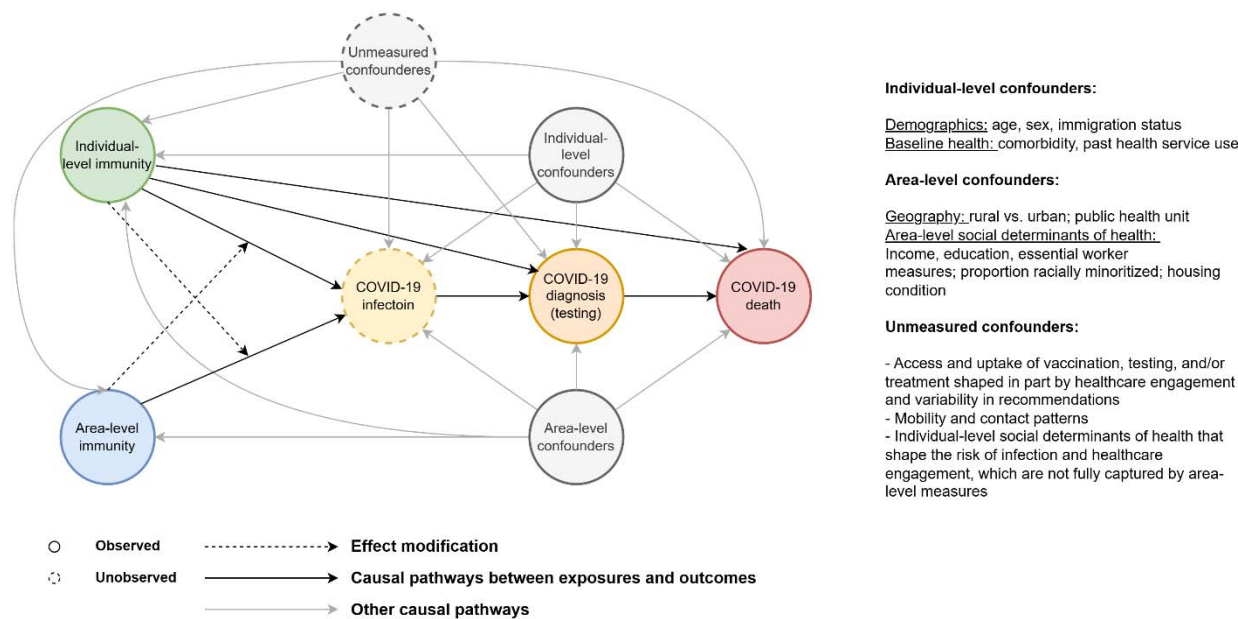 Unmeasured
confounderes
Individual-
level immunity
Individual-
level
confounders
COVID-19
infectoin
COVID-19
diagnosis
(testing)
COVID-19
death
Area-level
immunity
Area-level
confounders
Individual-level confounders:
Demographics: age, sex, immigration status
Baseline health: comorbidity, past health service use
Area-level confounders:
Geography: rural vs. urban; public health unit
Area-level social determinants of health:
Income, education, essential worker
measures; proportion racially minoritized; housing
condition
Unmeasured confounders:
- Access and uptake of vaccination, testing, and/or
treatment shaped in part by healthcare engagement
and variability in recommendations
- Mobility and contact patterns
- Individual-level social determinants of health that
shape the risk of infection and healthcare
engagement, which are not fully captured by area-
level measures
Observed
Effect modification
Unobserved
Causal pathways between exposures and outcomes
Other causal pathways